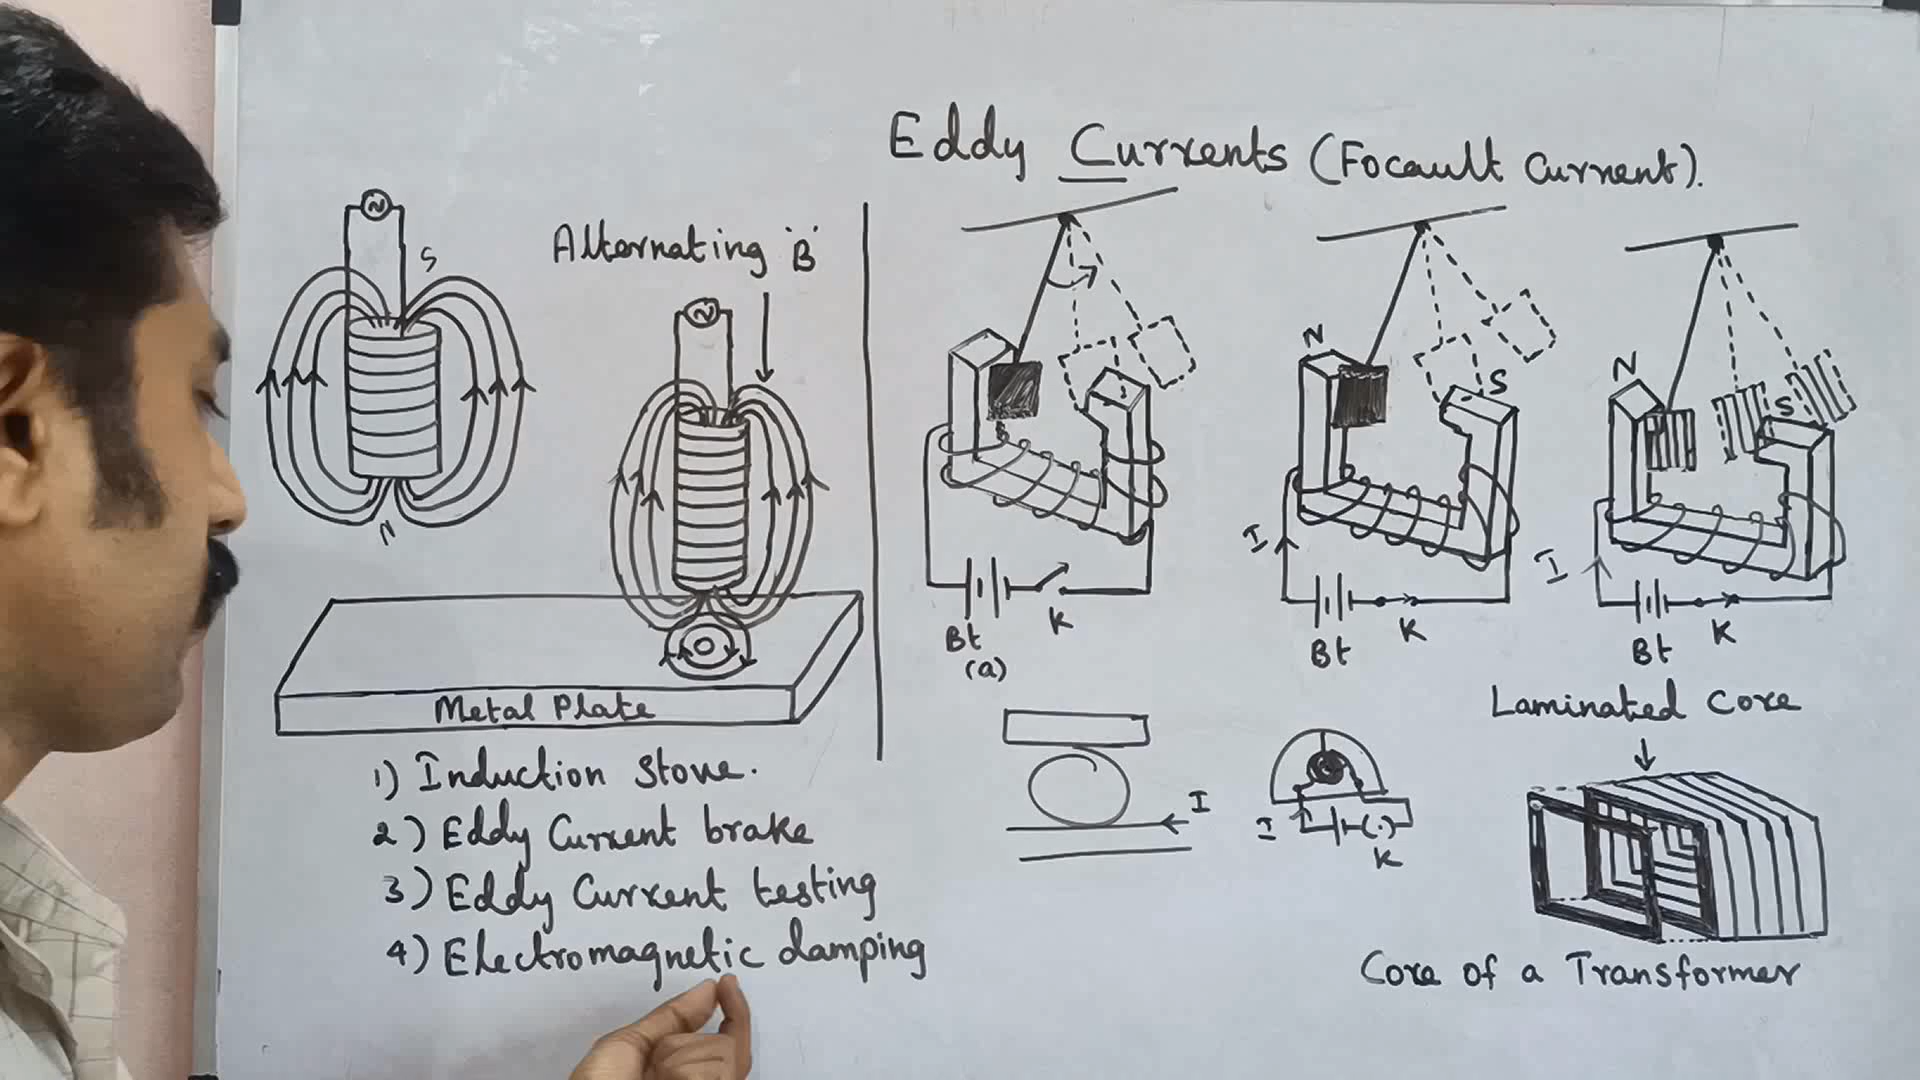 Eddy Currents (Focault Current).
N
S
N
Alternating 'B'
N
Metal Plate
1) Induction Stove.
2) Eddy Current brake
3) Eddy Current testing
4) Electromagnetic damping
Bt
K
(a)
N
S
I
Bt
K
N
S
I
Bt
K
I
I
(.)
K
Laminated Core
Core of a Transformer